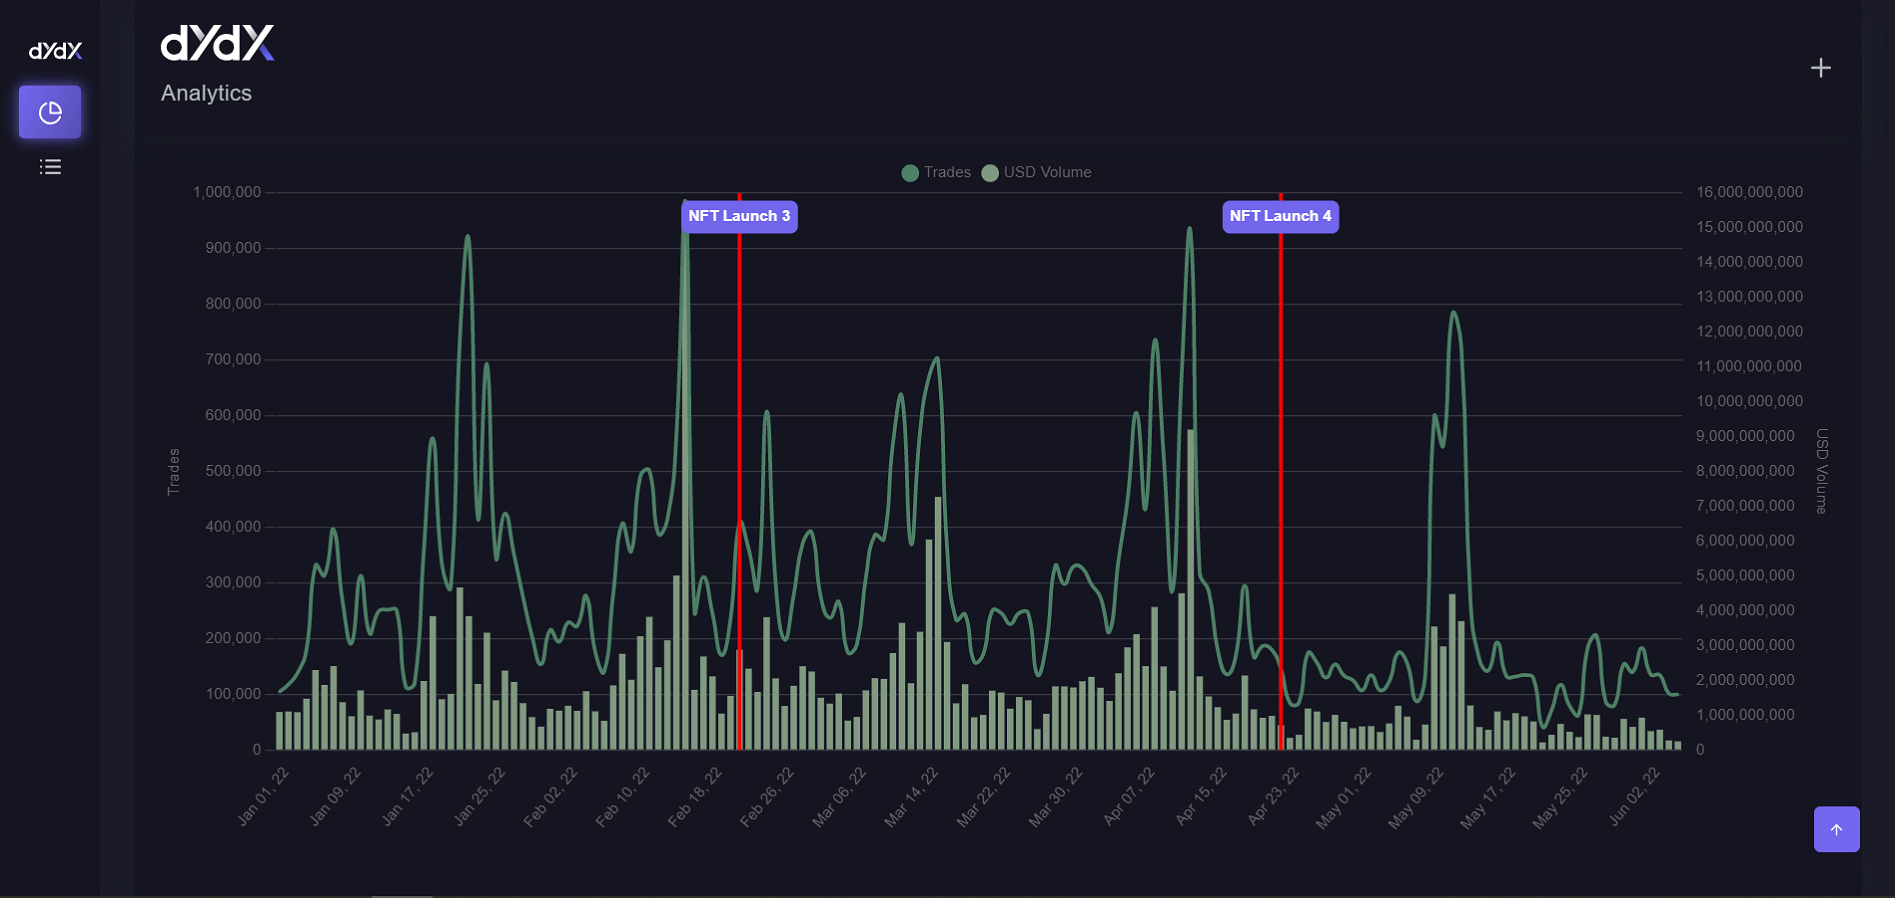 dYdX
dYdX
Analytics
Trades USD Volume
NFT Launch 3
NFT Launch 4
Trades
1,000,000
900,000
800,000
700,000
600,000
500,000
400,000
300,000
200,000
100,000
0
16,000,000,000
15,000,000,000
14,000,000,000
13,000,000,000
12,000,000,000
11,000,000,000
10,000,000,000
9,000,000,000
8,000,000,000
7,000,000,000
6,000,000,000
5,000,000,000
4,000,000,000
3,000,000,000
2,000,000,000
1,000,000,000
0
USD Volume
Jan 01, 22
Jan 09, 22
Jan 17, 22
Jan 25, 22
Feb 02, 22
Feb 10, 22
Feb 18, 22
Feb 26, 22
Mar 06, 22
Mar 14, 22
Mar 22, 22
Mar 30, 22
Apr 07, 22
Apr 15, 22
Apr 23, 22
May 01, 22
May 09, 22
May 17, 22
May 25, 22
Jun 02, 22